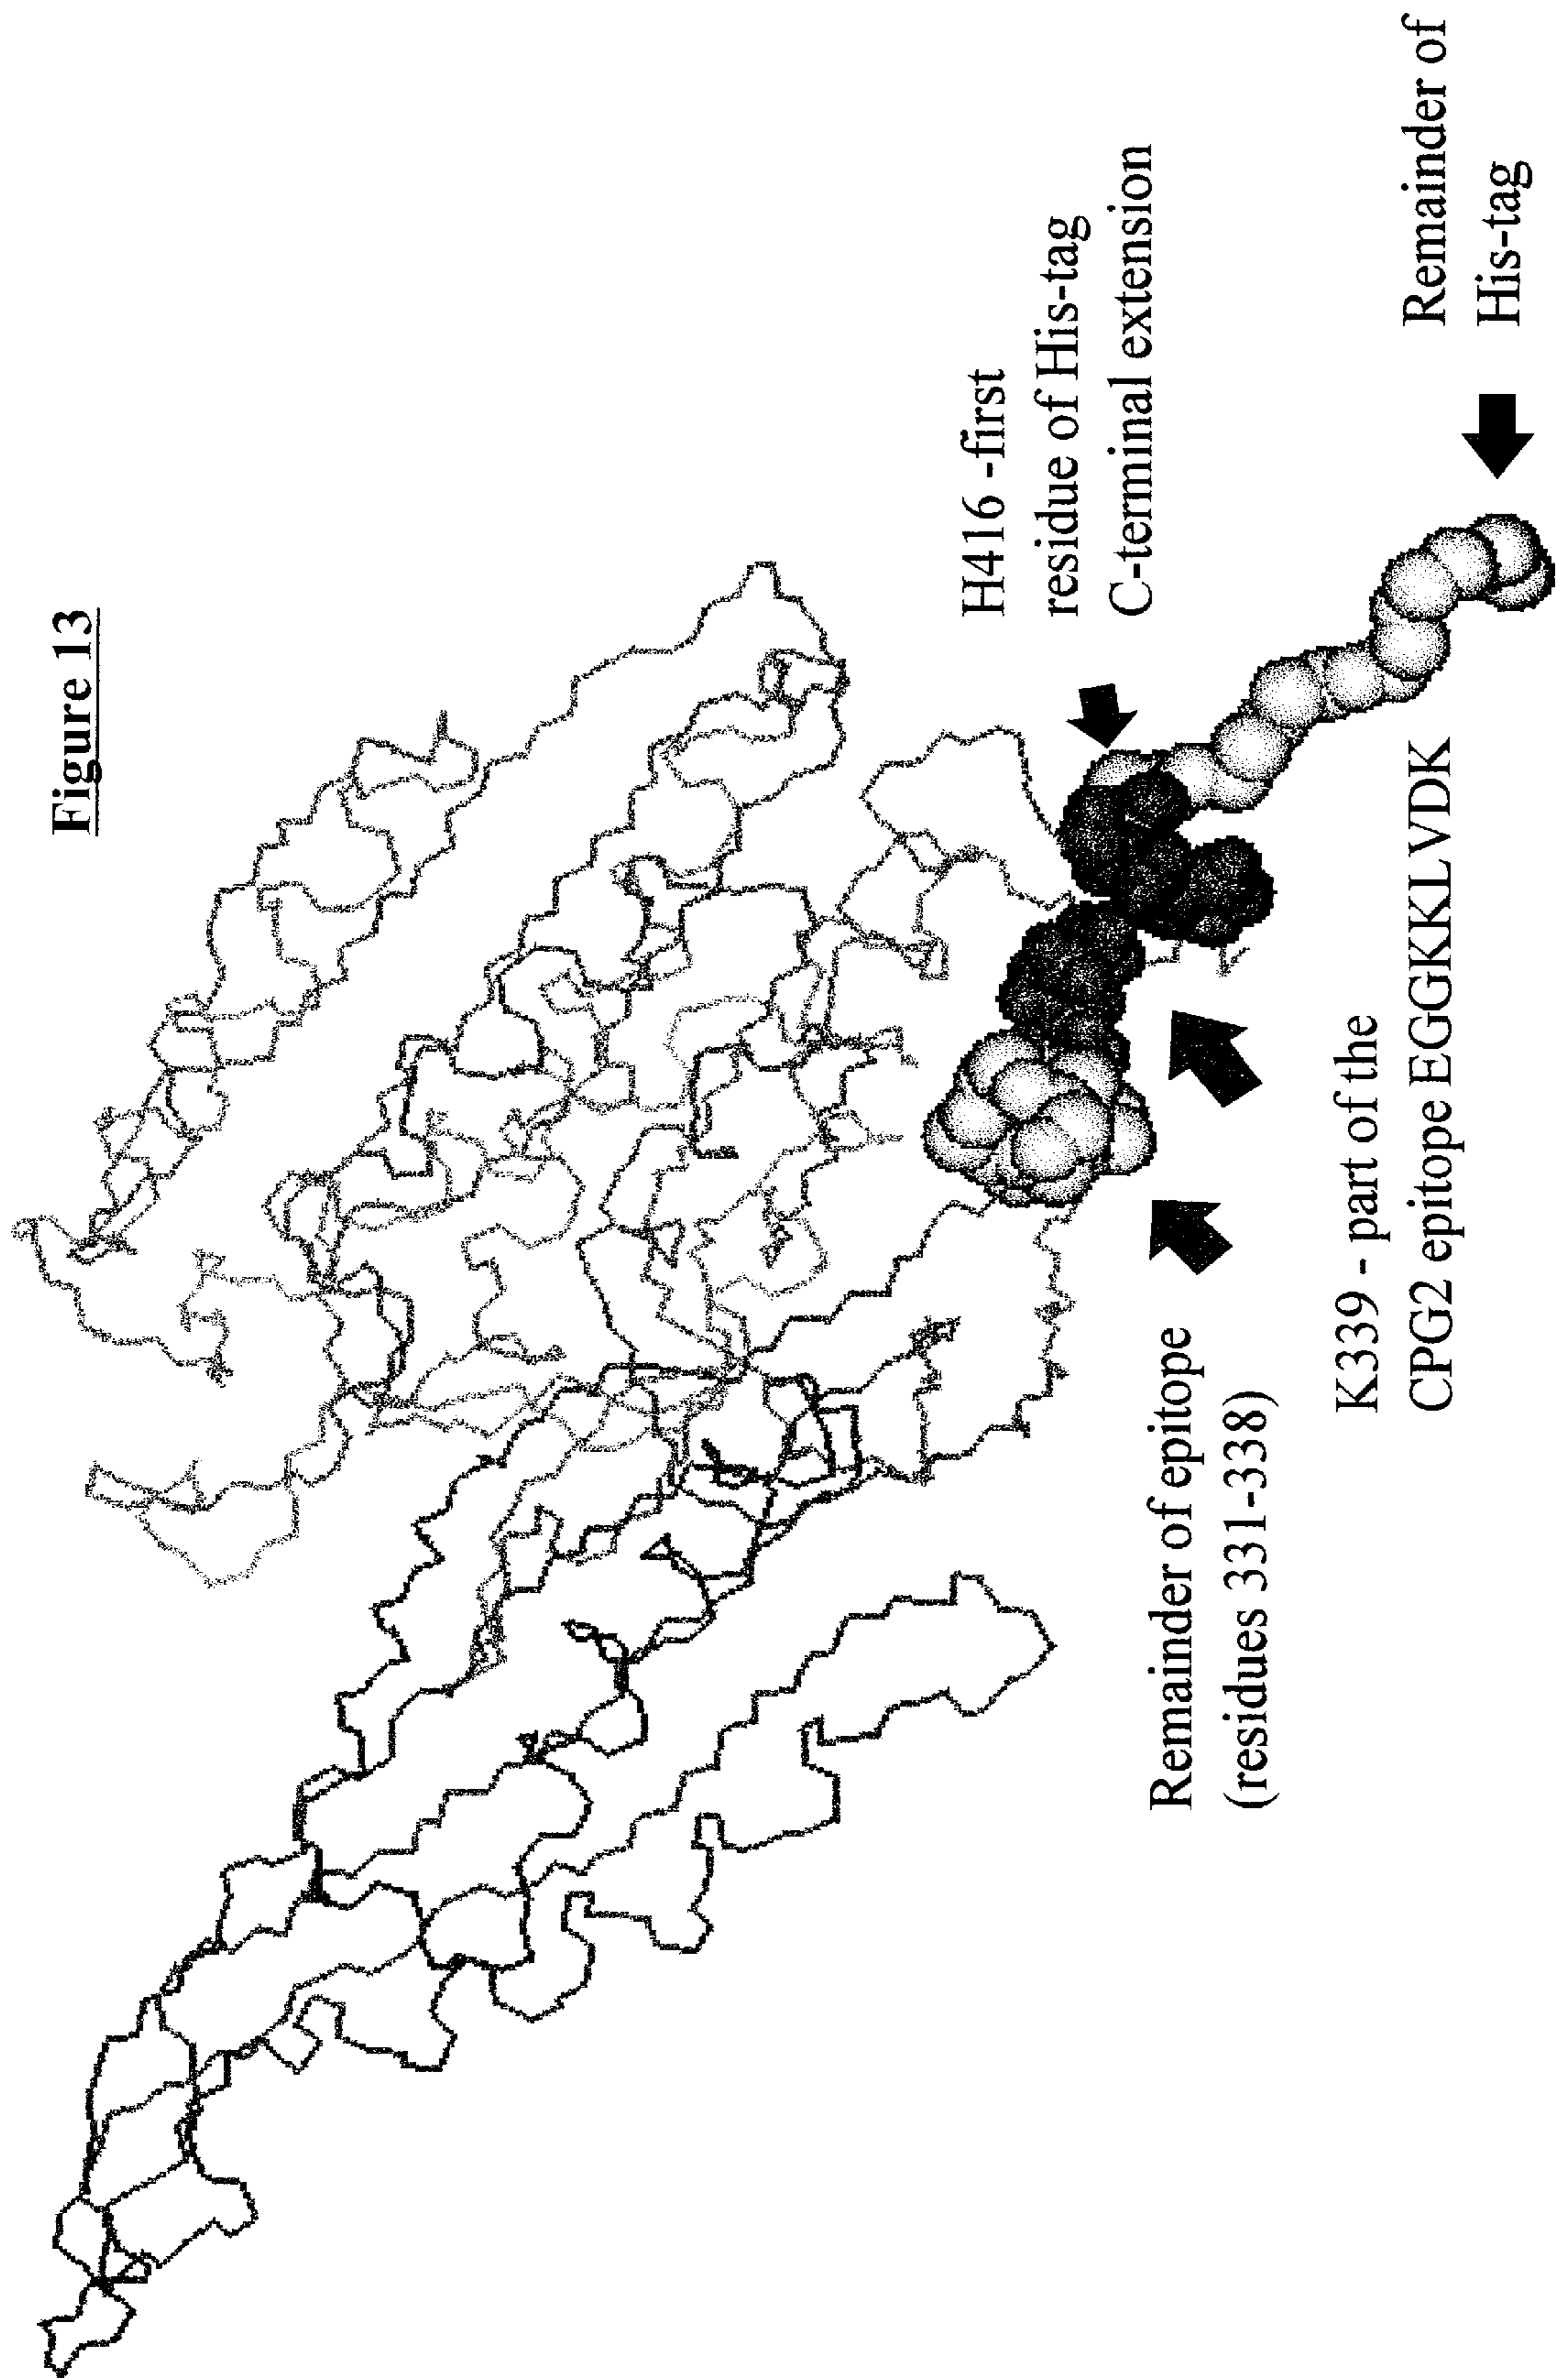 Figure 13
H416 -first
residue of His-tag
C-terminal extension
Remainder of
His-tag
Remainder of epitope
(residues 331-338)
K339 - part of the
CPG2 epitope EGGKKLVDK